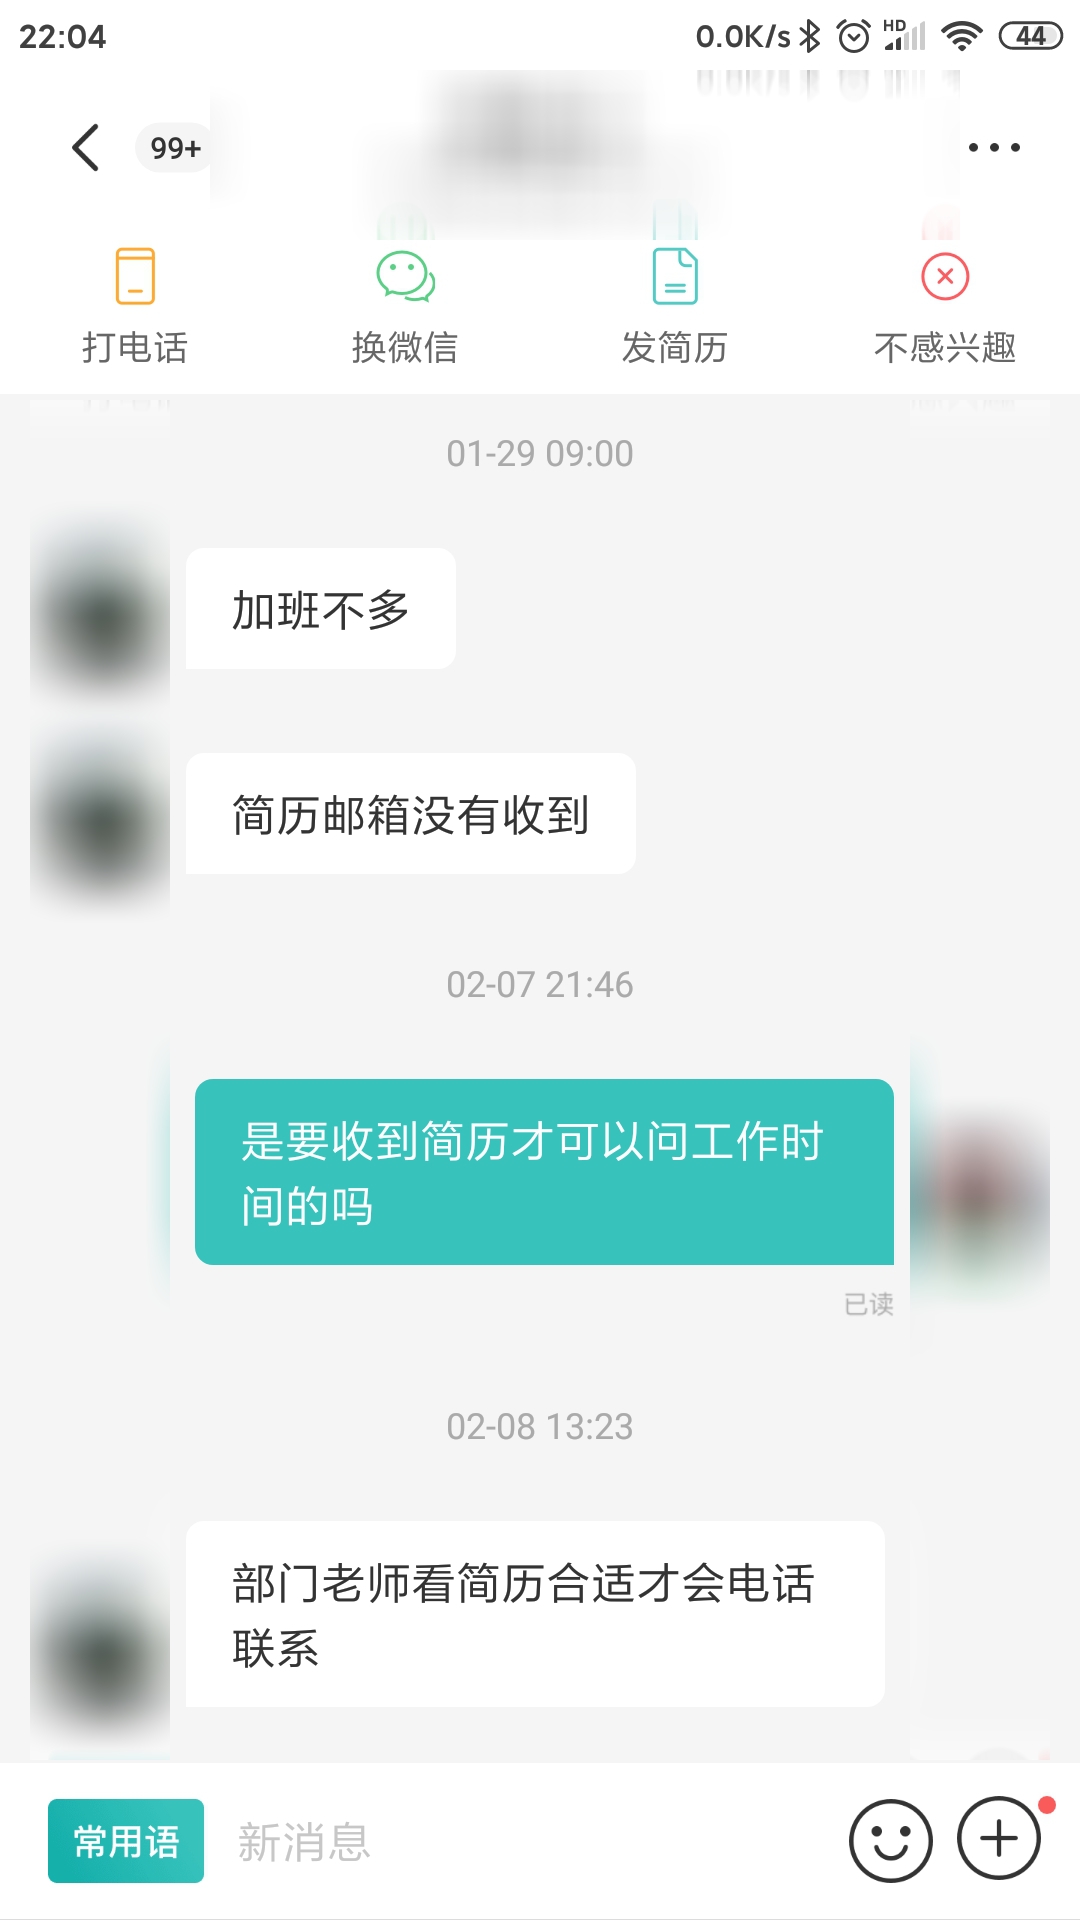 22:04
0.0K/s HD 44
99+
打电话 换微信 发简历 不感兴趣
01-29 09:00
加班不多
简历邮箱没有收到
02-07 21:46
是要收到简历才可以问工作时
间的吗
已读
02-08 13:23
部门老师看简历合适才会电话
联系
常用语 新消息